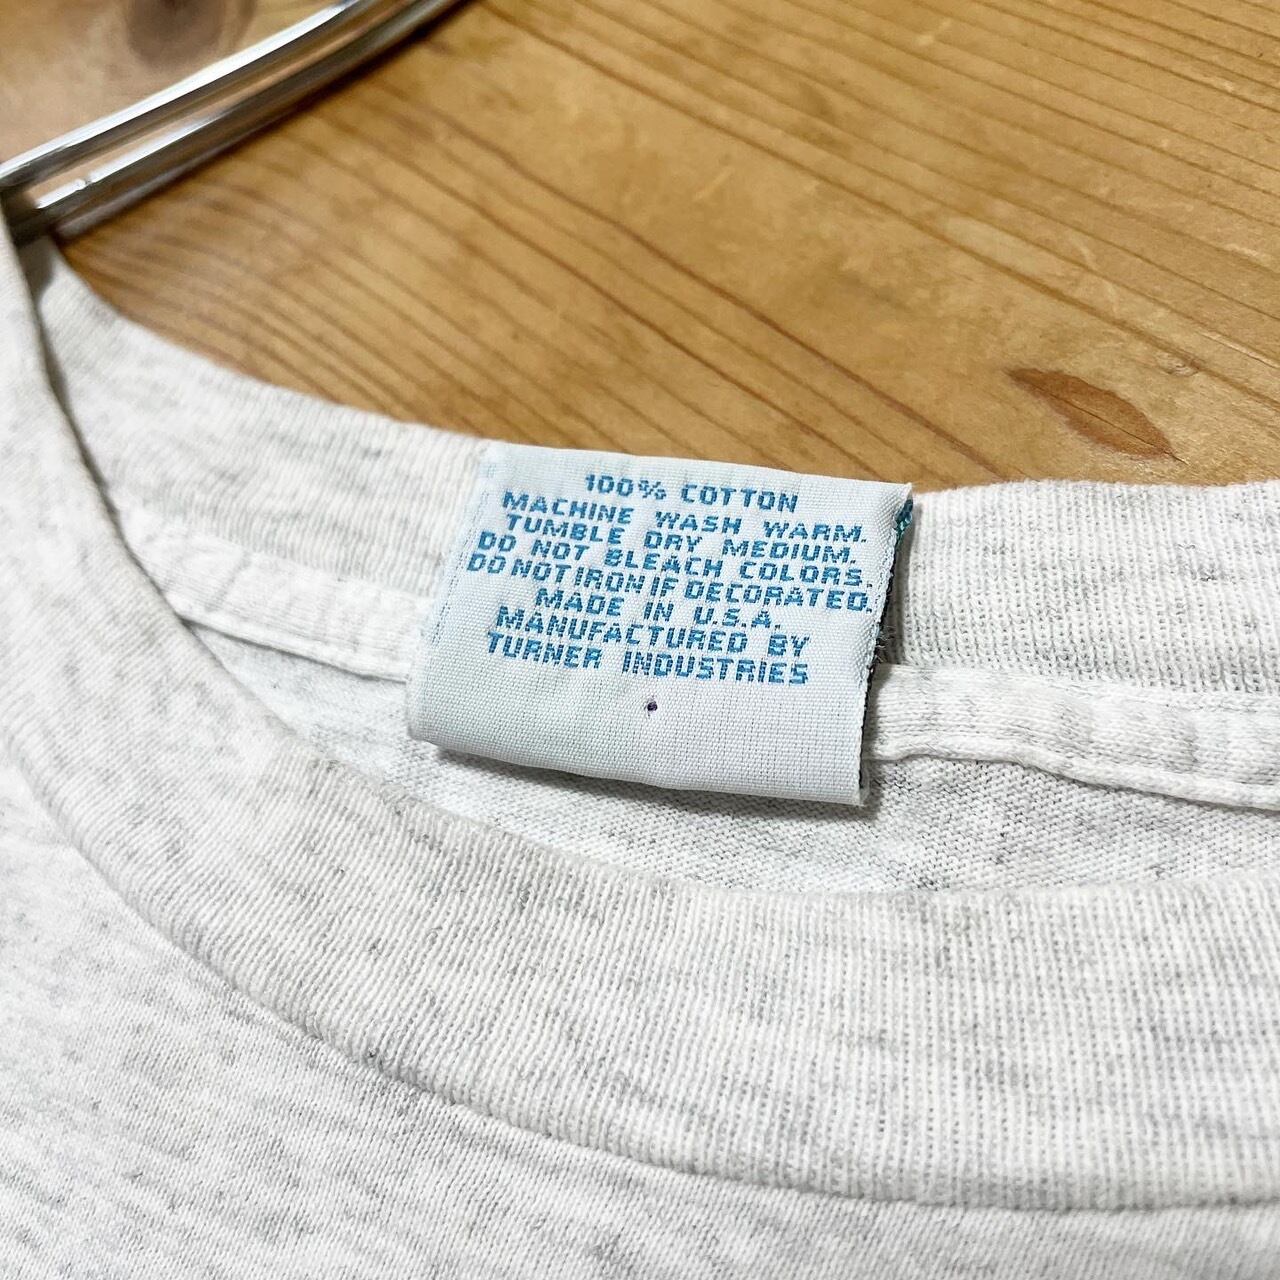 100% COTTON
MACHINE WASH WARM.
TUMBLE DRY MEDIUM.
DO NOT BLEACH COLORS.
DO NOT IRON IF DECORATED.
MADE IN U.S.A.
MANUFACTURED BY
TURNER INDUSTRIES